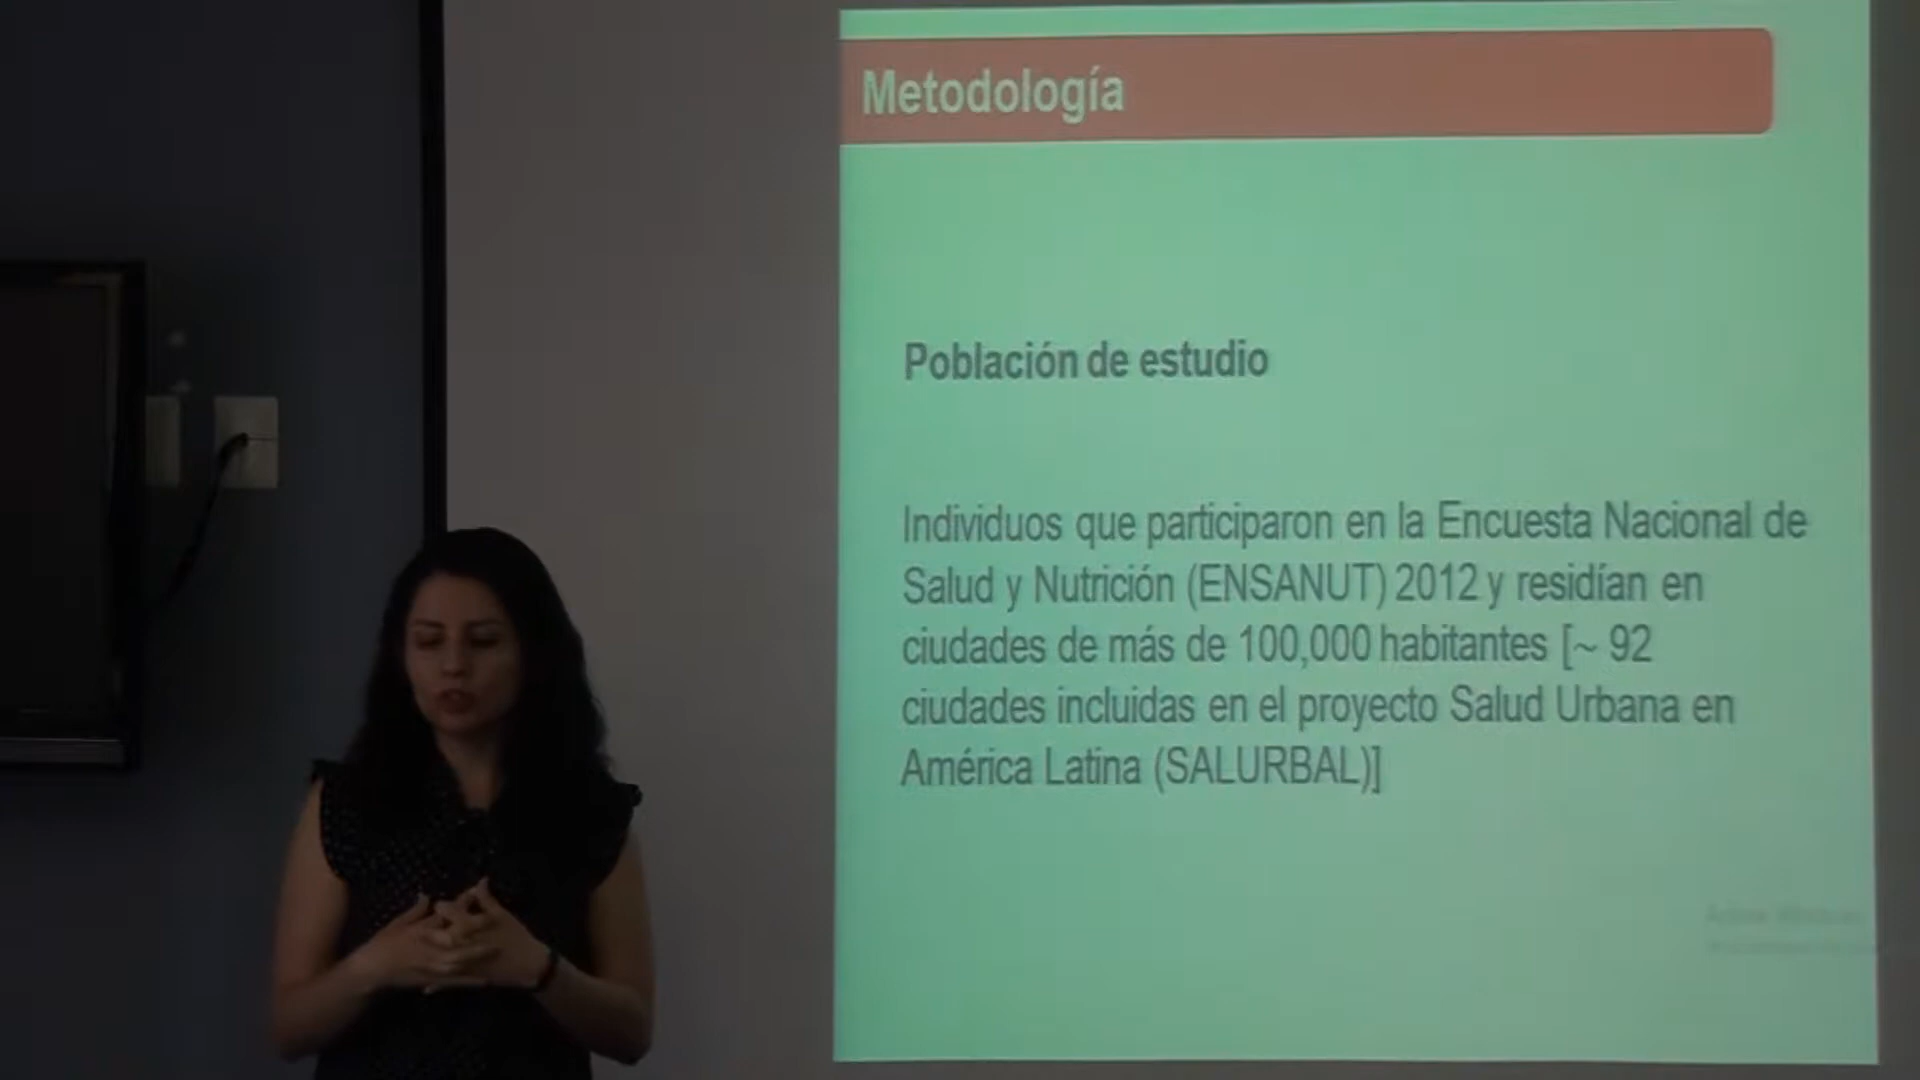 Metodología
Población de estudio
Individuos que participaron en la Encuesta Nacional de
Salud y Nutrición (ENSANUT) 2012 y residían en
ciudades de más de 100,000 habitantes [~ 92
ciudades incluidas en el proyecto Salud Urbana en
América Latina (SALURBAL)]